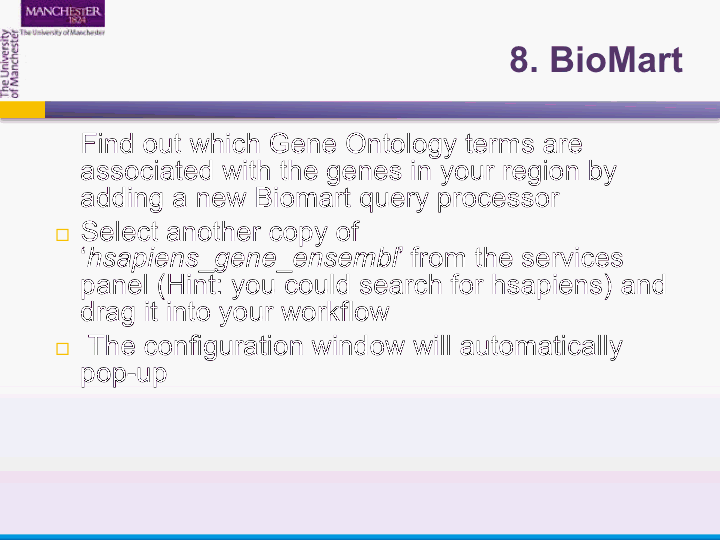 MANCHESTER
1824
The University of Manchester
The University
of Manchester
8. BioMart
Find out which Gene Ontology terms are
associated with the genes in your region by
adding a new Biomart query processor
Select another copy of
‘hsapiens_gene_ensembl’ from the services
panel (Hint: you could search for hsapiens) and
drag it into your workflow
The configuration window will automatically
pop-up